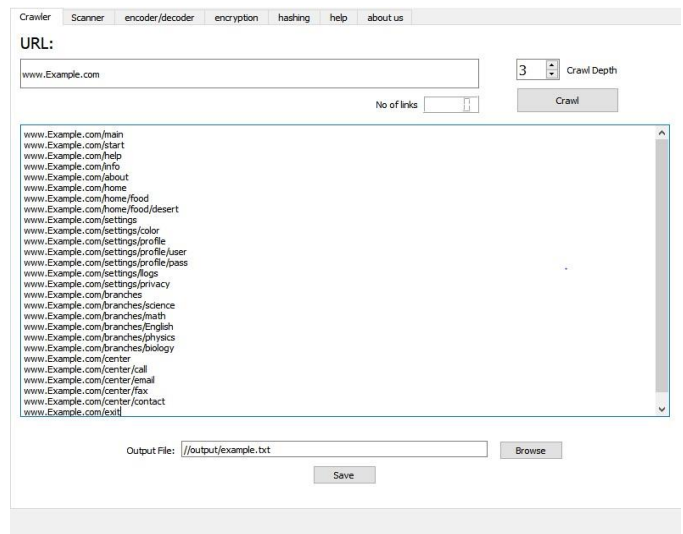 Crawler Scanner encoder/decoder encryption hashing help about us
URL:
www.Example.com
3 Crawl Depth
No of links 0
Crawl
www.Example.com/main
www.Example.com/start
www.Example.com/help
www.Example.com/info
www.Example.com/about
www.Example.com/home
www.Example.com/home/food
www.Example.com/home/food/desert
www.Example.com/settings
www.Example.com/settings/color
www.Example.com/settings/profile
www.Example.com/settings/profile/user
www.Example.com/settings/profile/pass
www.Example.com/settings/llogs
www.Example.com/settings/privacy
www.Example.com/branches
www.Example.com/branches/science
www.Example.com/branches/math
www.Example.com/branches/English
www.Example.com/branches/physics
www.Example.com/branches/biology
www.Example.com/center
www.Example.com/center/call
www.Example.com/center/email
www.Example.com/center/fax
www.Example.com/center/contact
www.Example.com/exit
Output File: //output/example.txt Browse
Save